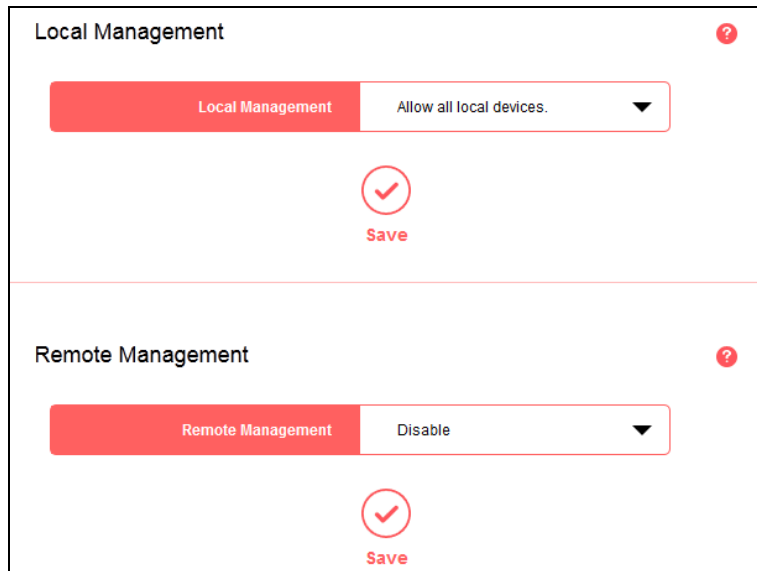 Local Management
?
Local Management Allow all local devices.
Save
Remote Management
?
Remote Management Disable
Save